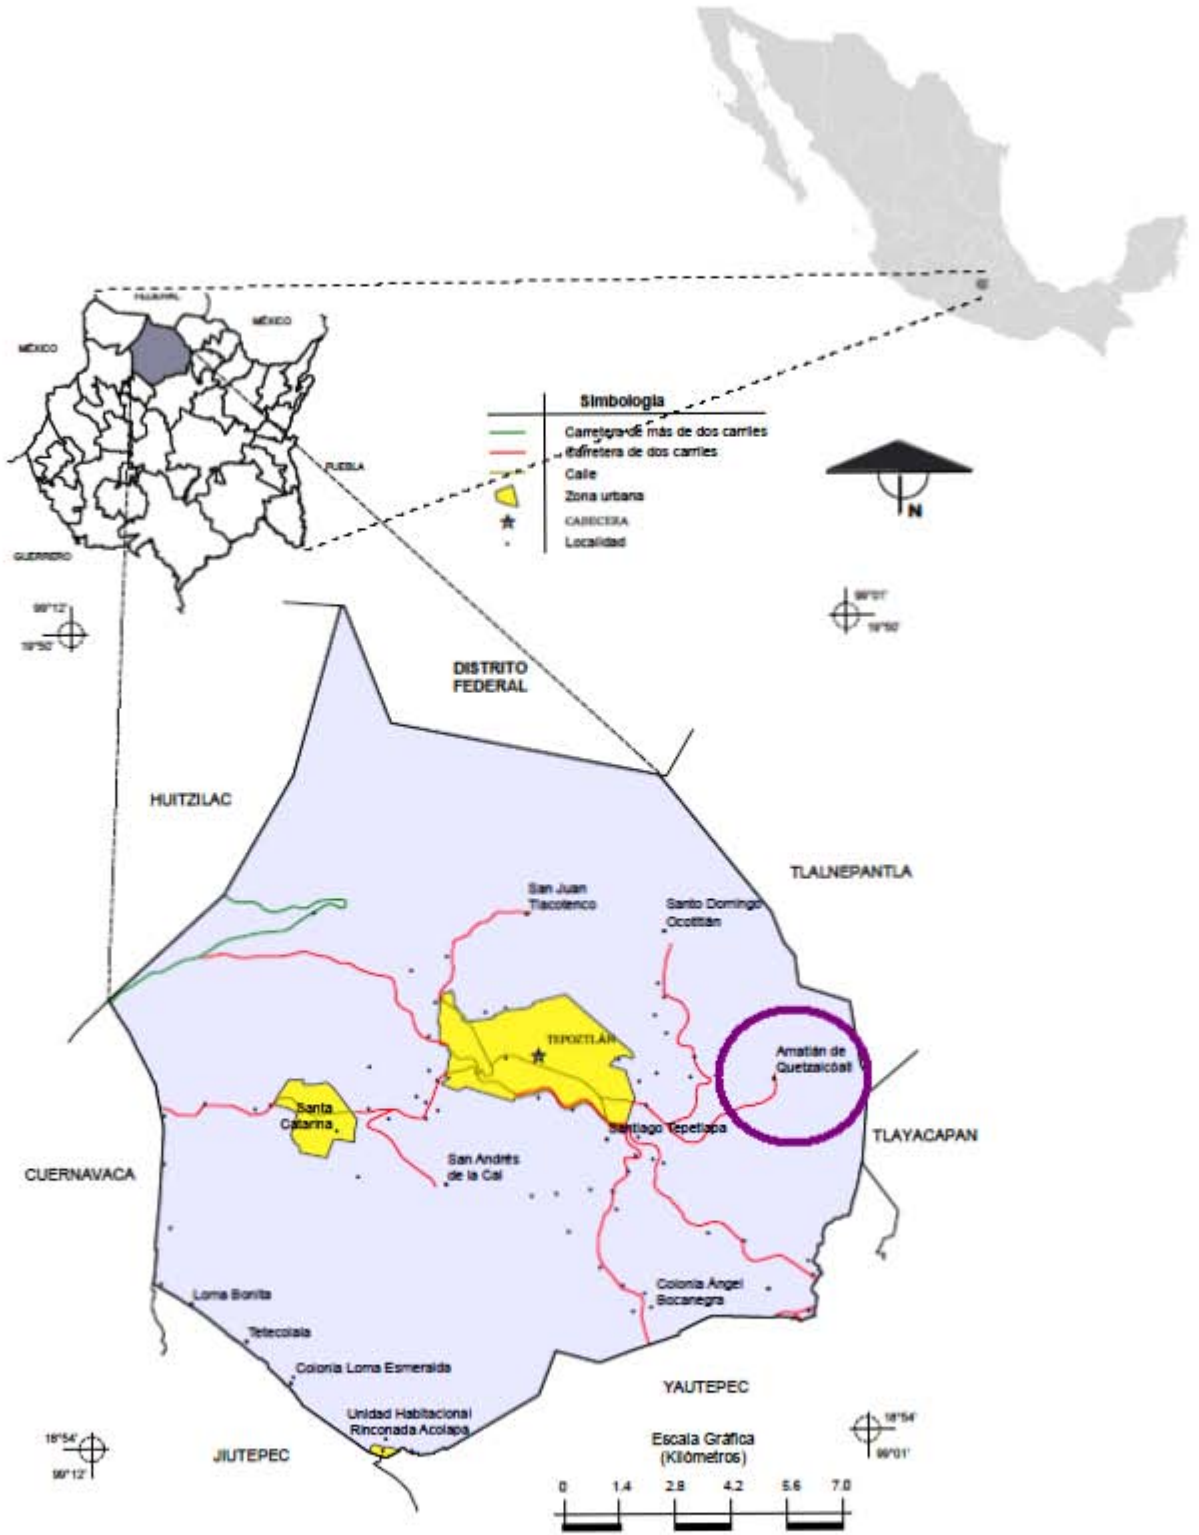 FEDERAL
MÉXICO
MÉXICO
PUEBLA
GUERRERO
Simbología
Carretera de más de dos carriles
Carretera de dos carriles
Calle
Zona urbana
CABECERA
Localidad
N
99°12'
19°50'
99°01'
19°50'
DISTRITO
FEDERAL
HUITZILAC
TLALNEPANTLA
San Juan
Tlacotenco
Santo Domingo
Ocotitlán
TEPOZTLÁN
Amatlán de
Quetzalcóatl
Santa
Catarina
Santiago Tepetlapa
TLAYACAPAN
CUERNAVACA
San Andrés
de la Cal
Colonia Ángel
Bocanegra
Loma Bonita
Tetecolala
Colonia Loma Esmeralda
Unidad Habitacional
Rinconada Acolapa
YAUTEPEC
JIUTEPEC
18°54'
99°12'
18°54'
99°01'
Escala Gráfica
(Kilómetros)
0 1.4 2.8 4.2 5.6 7.0